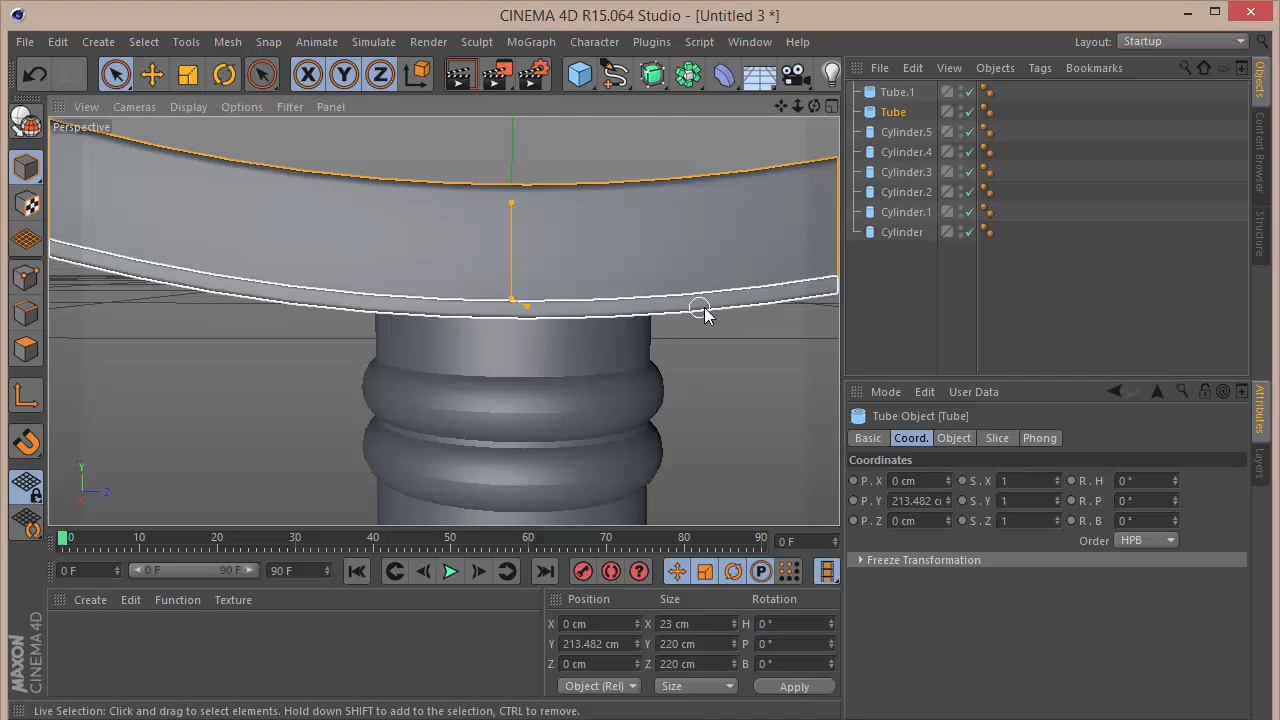 CINEMA 4D R15.064 Studio - [Untitled 3 *]
File Edit Create Select Tools Mesh Snap Animate Simulate Render Sculpt MoGraph Character Plugins Script Window Help Layout: Startup
X Y Z
View Cameras Display Options Filter Panel
Perspective
Y
Z
X
File Edit View Objects Tags Bookmarks
Tube.1
Tube
Cylinder.5
Cylinder.4
Cylinder.3
Cylinder.2
Cylinder.1
Cylinder
Objects
Content Browser
Structure
Mode Edit User Data
Tube Object [Tube]
Basic Coord. Object Slice Phong
Coordinates
P . X 0 cm S . X 1 R . H 0 °
P . Y 213.482 c S . Y 1 R . P 0 °
P . Z 0 cm S . Z 1 R . B 0 °
Order HPB
Freeze Transformation
Attributes
Layers
0 10 20 30 40 50 60 70 80 90 0 F
0 F 0 F 90 F 90 F
P
Create Edit Function Texture
Position Size Rotation
X 0 cm X 23 cm H 0 °
Y 213.482 cm Y 220 cm P 0 °
Z 0 cm Z 220 cm B 0 °
Object (Rel) Size Apply
MAXON
CINEMA 4D
Live Selection: Click and drag to select elements. Hold down SHIFT to add to the selection, CTRL to remove.